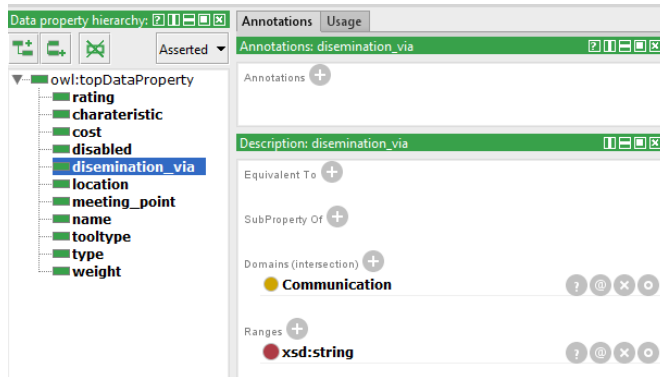 Data property hierarchy:
Asserted
owl:topDataProperty
rating
charateristic
cost
disabled
disemination_via
location
meeting_point
name
tooltype
type
weight
Annotations Usage
Annotations: disemination_via
Annotations
Description: disemination_via
Equivalent To
SubProperty Of
Domains (intersection)
Communication
Ranges
xsd:string